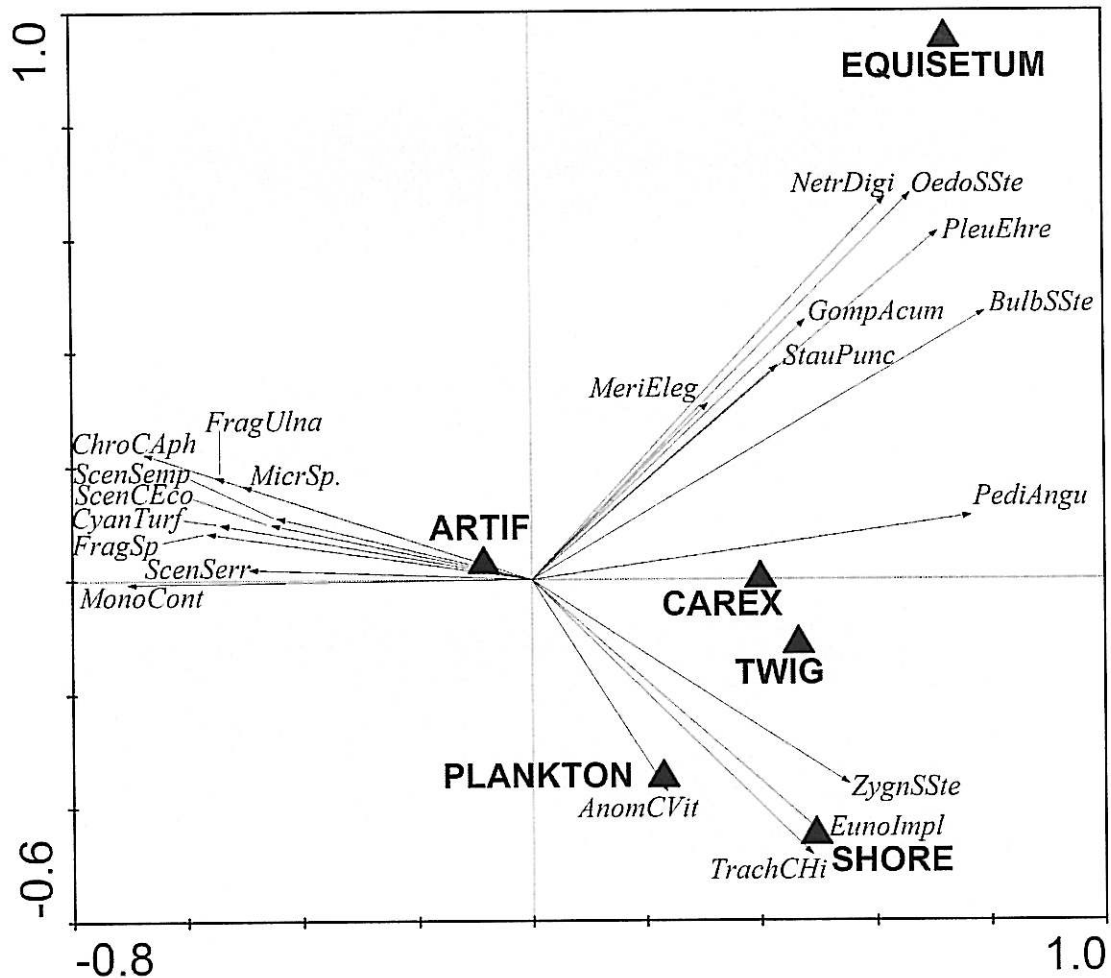 1.0
EQUISETUM
NetrDigi OedoSSte
PleuEhre
BulbSSte
GompAcum
StauPunc
MeriEleg
FragUlna
ChroCAph
ScenSemp MicrSp.
ScenCEco
CyanTurf
FragSp
ARTIF
PediAngu
ScenSerr
MonoCont
CAREX
TWIG
PLANKTON
ZygnSSte
AnomCVit
EunoImpl
TrachCHi SHORE
-0.6
-0.8 1.0